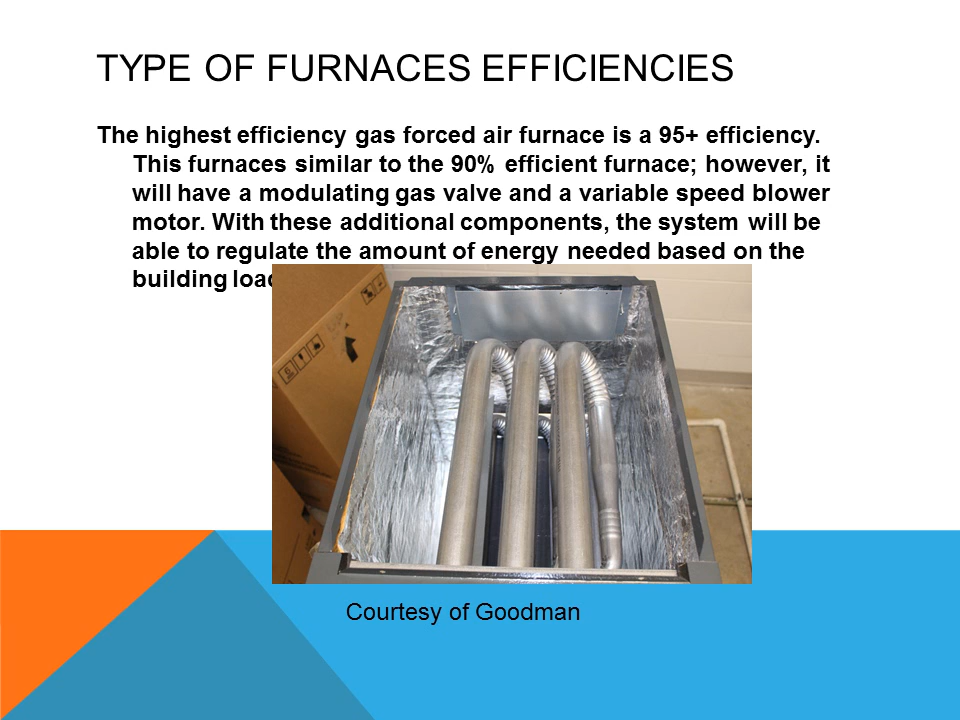 TYPE OF FURNACES EFFICIENCIES
The highest efficiency gas forced air furnace is a 95+ efficiency.
This furnaces similar to the 90% efficient furnace; however, it
will have a modulating gas valve and a variable speed blower
motor. With these additional components, the system will be
able to regulate the amount of energy needed based on the
building
Courtesy of Goodman